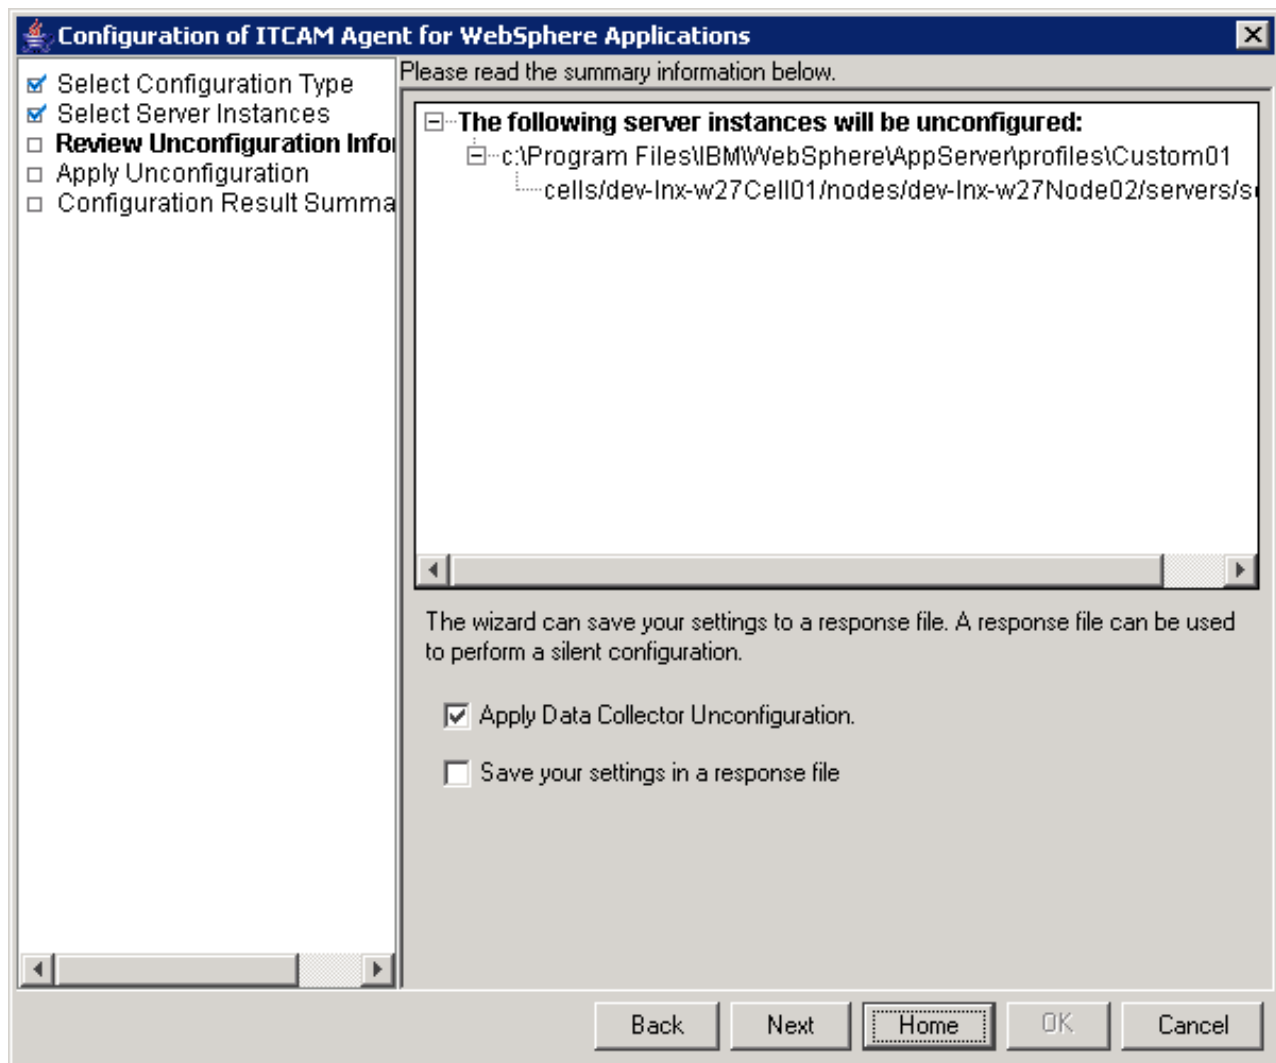 Configuration of ITCAM Agent for WebSphere Applications
Select Configuration Type
Select Server Instances
Review Unconfiguration Infor
Apply Unconfiguration
Configuration Result Summa
Please read the summary information below.
The following server instances will be unconfigured:
c:\Program Files\IBM\WebSphere\AppServer\profiles\Custom01
cells/dev-lnx-w27Cell01/nodes/dev-lnx-w27Node02/servers/se
The wizard can save your settings to a response file. A response file can be used
to perform a silent configuration.
Apply Data Collector Unconfiguration.
Save your settings in a response file
Back
Next
Home
OK
Cancel